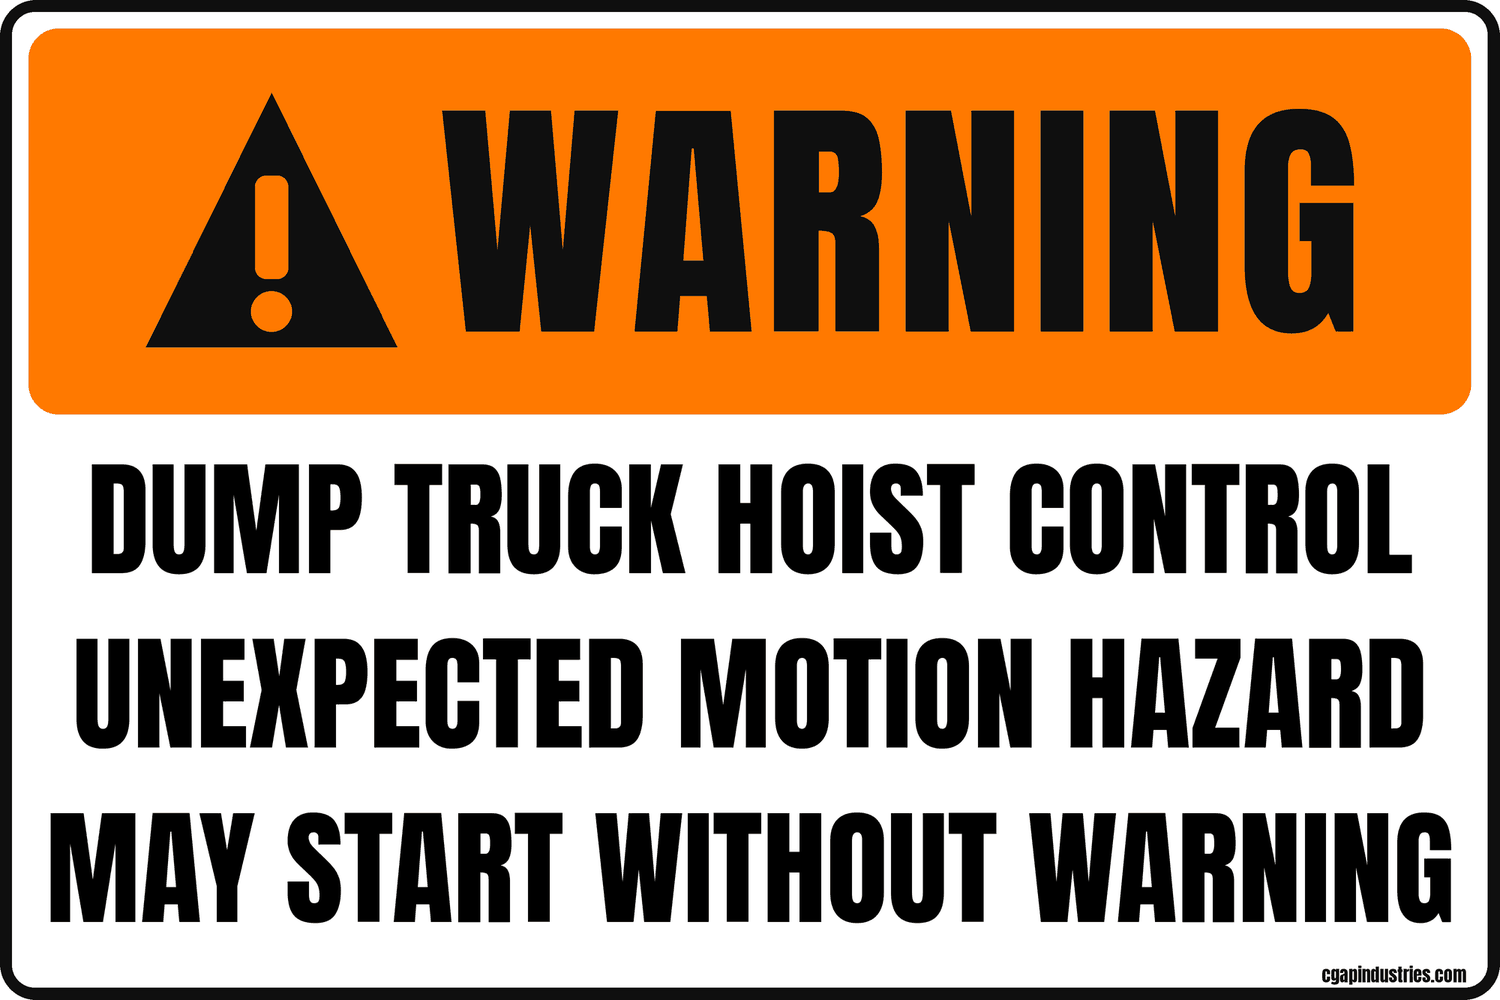 WARNING
DUMP TRUCK HOIST CONTROL
UNEXPECTED MOTION HAZARD
MAY START WITHOUT WARNING
cgapindustries.com